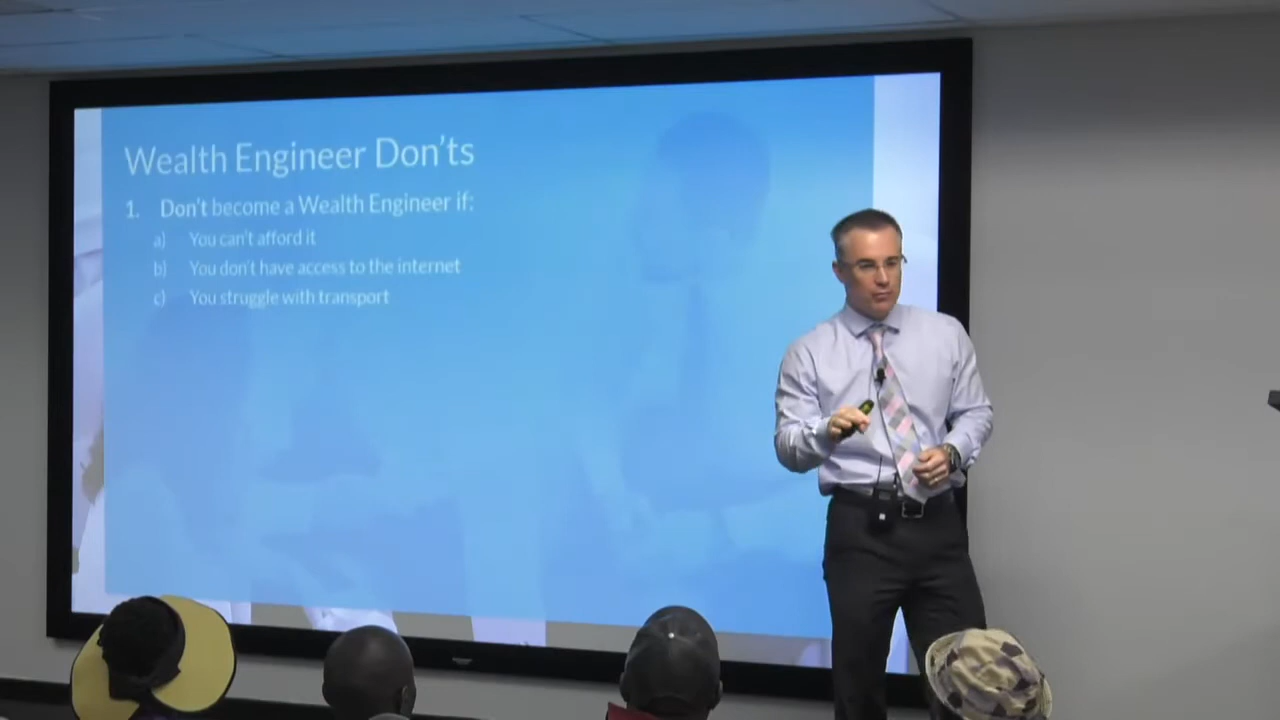 Wealth Engineer Don'ts
1. Don't become a Wealth Engineer if:
a) You can't afford it
b) You don't have access to the internet
c) You struggle with transport